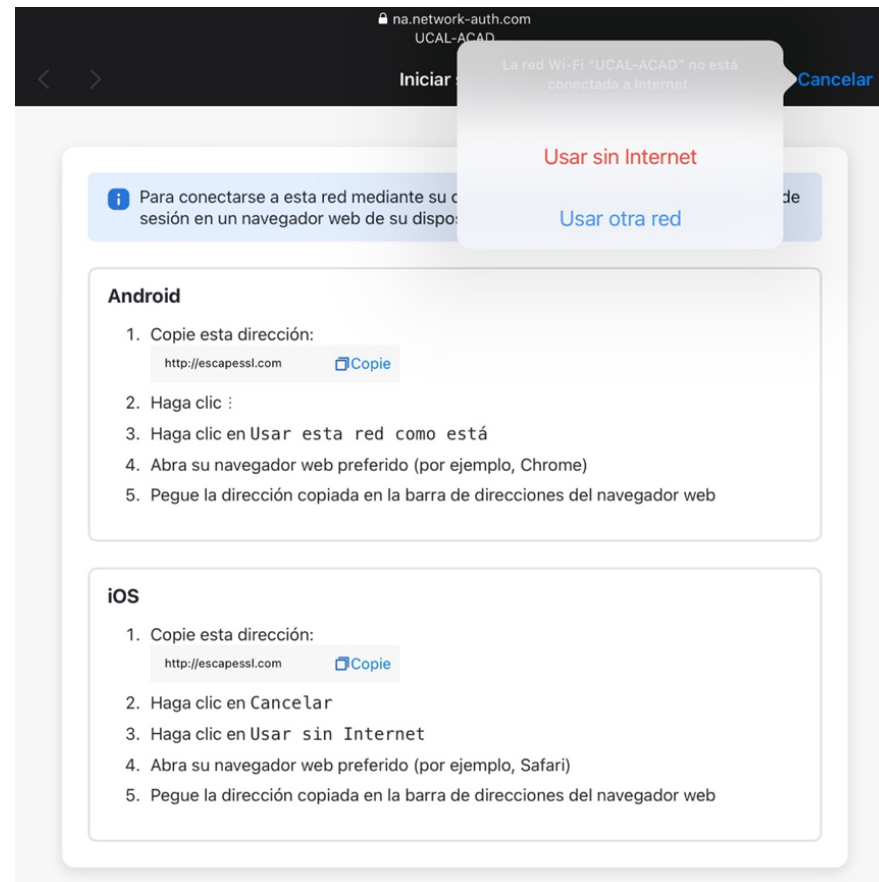 na.network-auth.com
UCAL-ACAD
Iniciar
La red Wi-Fi "UCAL-ACAD" no está
conectada a Internet.
Cancelar
Usar sin Internet
Usar otra red
Para conectarse a esta red mediante su de
sesión en un navegador web de su
Android
1. Copie esta dirección:
http://escapessl.com Copie
2. Haga clic ⋮
3. Haga clic en Usar esta red como está
4. Abra su navegador web preferido (por ejemplo, Chrome)
5. Pegue la dirección copiada en la barra de direcciones del navegador web
iOS
1. Copie esta dirección:
http://escapessl.com Copie
2. Haga clic en Cancelar
3. Haga clic en Usar sin Internet
4. Abra su navegador web preferido (por ejemplo, Safari)
5. Pegue la dirección copiada en la barra de direcciones del navegador web